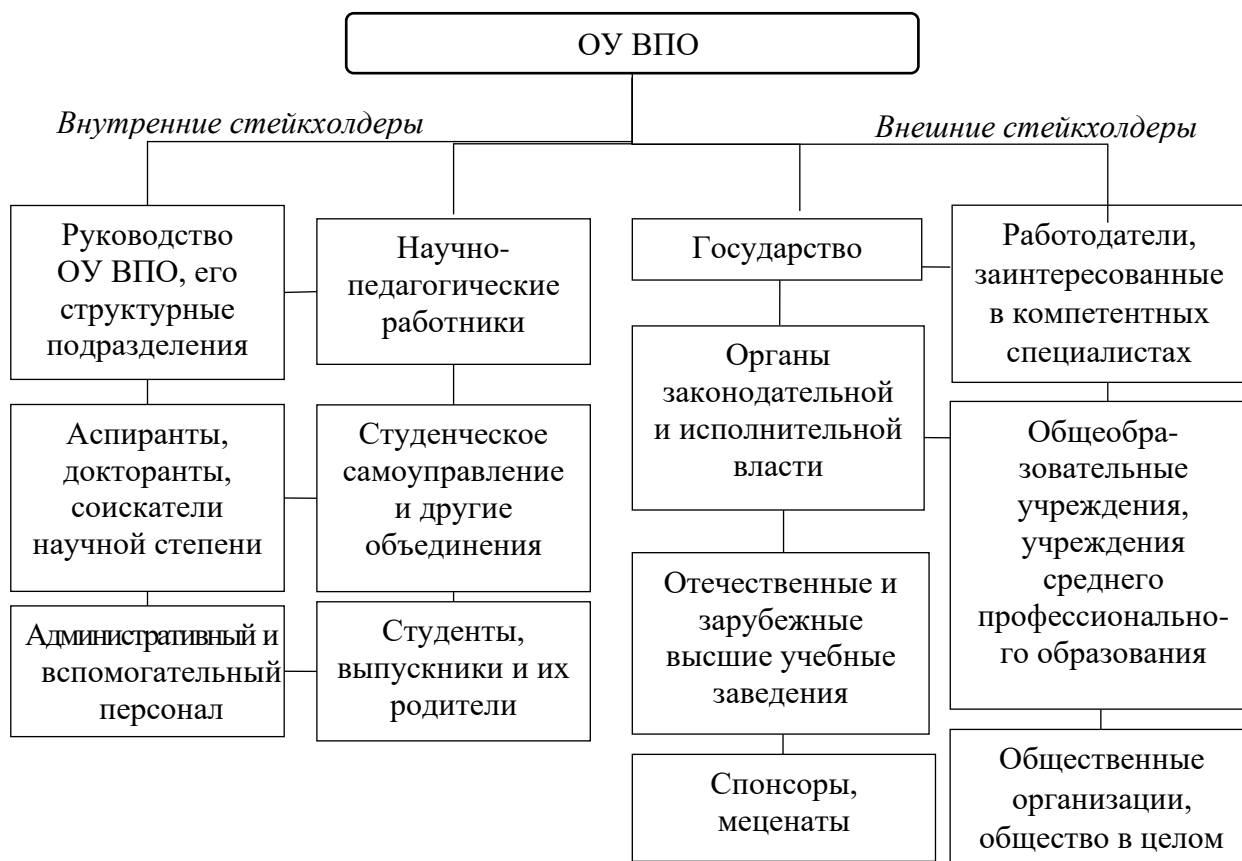 ОУ ВПО
Внутренние стейкхолдеры
Внешние стейкхолдеры
Руководство
ОУ ВПО, его
структурные
подразделения
Научно-
педагогические
работники
Государство
Работодатели,
заинтересованные
в компетентных
специалистах
Органы
законодательной
и исполнительной
власти
Аспиранты,
докторанты,
соискатели
научной степени
Студенческое
самоуправление
и другие
объединения
Общеобра-
зовательные
учреждения,
учреждения
среднего
профессионально-
го образования
Отечественные и
зарубежные
высшие учебные
заведения
Административный и
вспомогательный
персонал
Студенты,
выпускники и их
родители
Спонсоры,
меценаты
Общественные
организации,
общество в целом